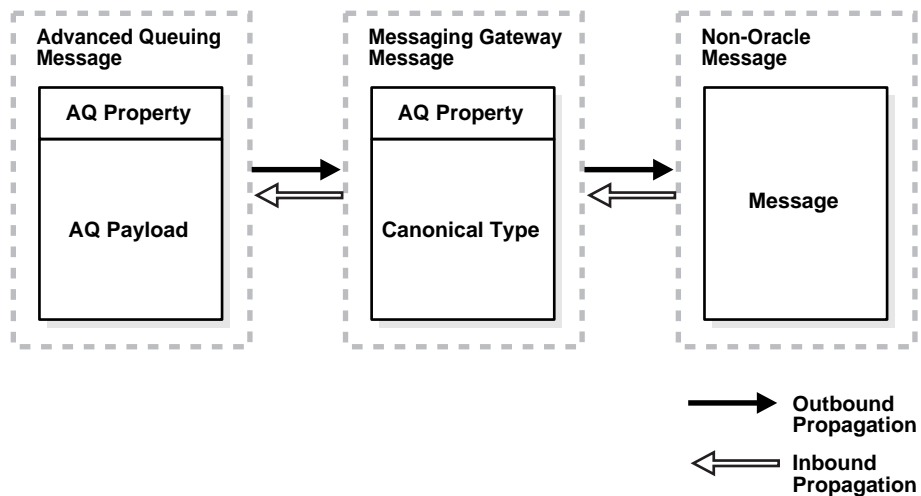 Advanced Queuing
Message
AQ Property
AQ Payload
Messaging Gateway
Message
AQ Property
Canonical Type
Non-Oracle
Message
Message
Outbound
Propagation
Inbound
Propagation